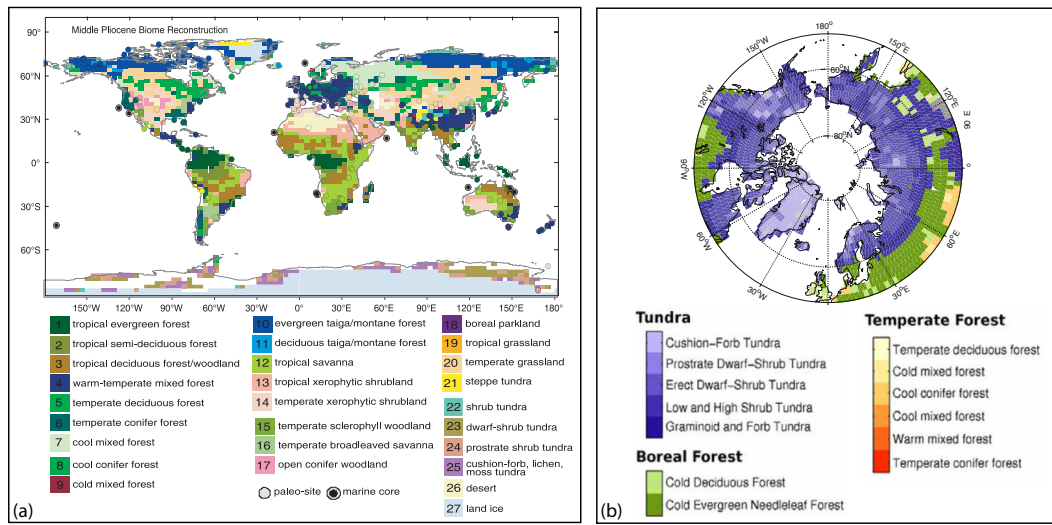 Middle Pliocene Biome Reconstruction
90°
60°N
30°N
0°
30°S
60°S
150°W 120°W 90°W 60°W 30°W 0° 30°E 60°E 90°E 120°E 150°E 180°
1 tropical evergreen forest
2 tropical semi-deciduous forest
3 tropical deciduous forest/woodland
4 warm-temperate mixed forest
5 temperate deciduous forest
6 temperate conifer forest
7 cool mixed forest
8 cool conifer forest
9 cold mixed forest
10 evergreen taiga/montane forest
11 deciduous taiga/montane forest
12 tropical savanna
13 tropical xerophytic shrubland
14 temperate xerophytic shrubland
15 temperate sclerophyll woodland
16 temperate broadleaved savanna
17 open conifer woodland
paleo-site marine core
18 boreal parkland
19 tropical grassland
20 temperate grassland
21 steppe tundra
22 shrub tundra
23 dwarf-shrub tundra
24 prostrate shrub tundra
25 cushion-forb, lichen,
moss tundra
26 desert
27 land ice
(a)
180°
150°W
150°E
60°N
120°W
120°E
80°N
90°W
90 E
60°W
60°E
30°W
30°E
0°
Tundra
Cushion-Forb Tundra
Prostrate Dwarf-Shrub Tundra
Erect Dwarf-Shrub Tundra
Low and High Shrub Tundra
Graminoid and Forb Tundra
Boreal Forest
Cold Deciduous Forest
Cold Evergreen Needleleaf Forest
Temperate Forest
Temperate deciduous forest
Cold mixed forest
Cool conifer forest
Cool mixed forest
Warm mixed forest
Temperate conifer forest
(b)